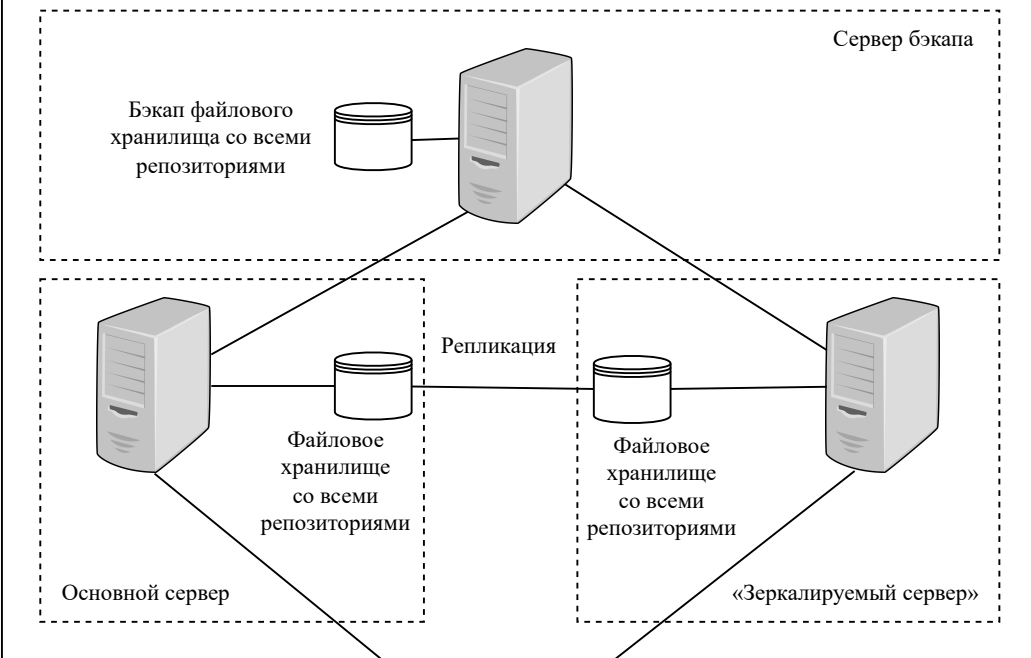 Сервер бэкапа
Бэкап файлового
хранилища со всеми
репозиториями
Репликация
Файловое
хранилище
со всеми
репозиториями
Файловое
хранилище
со всеми
репозиториями
Основной сервер
«Зеркалируемый сервер»